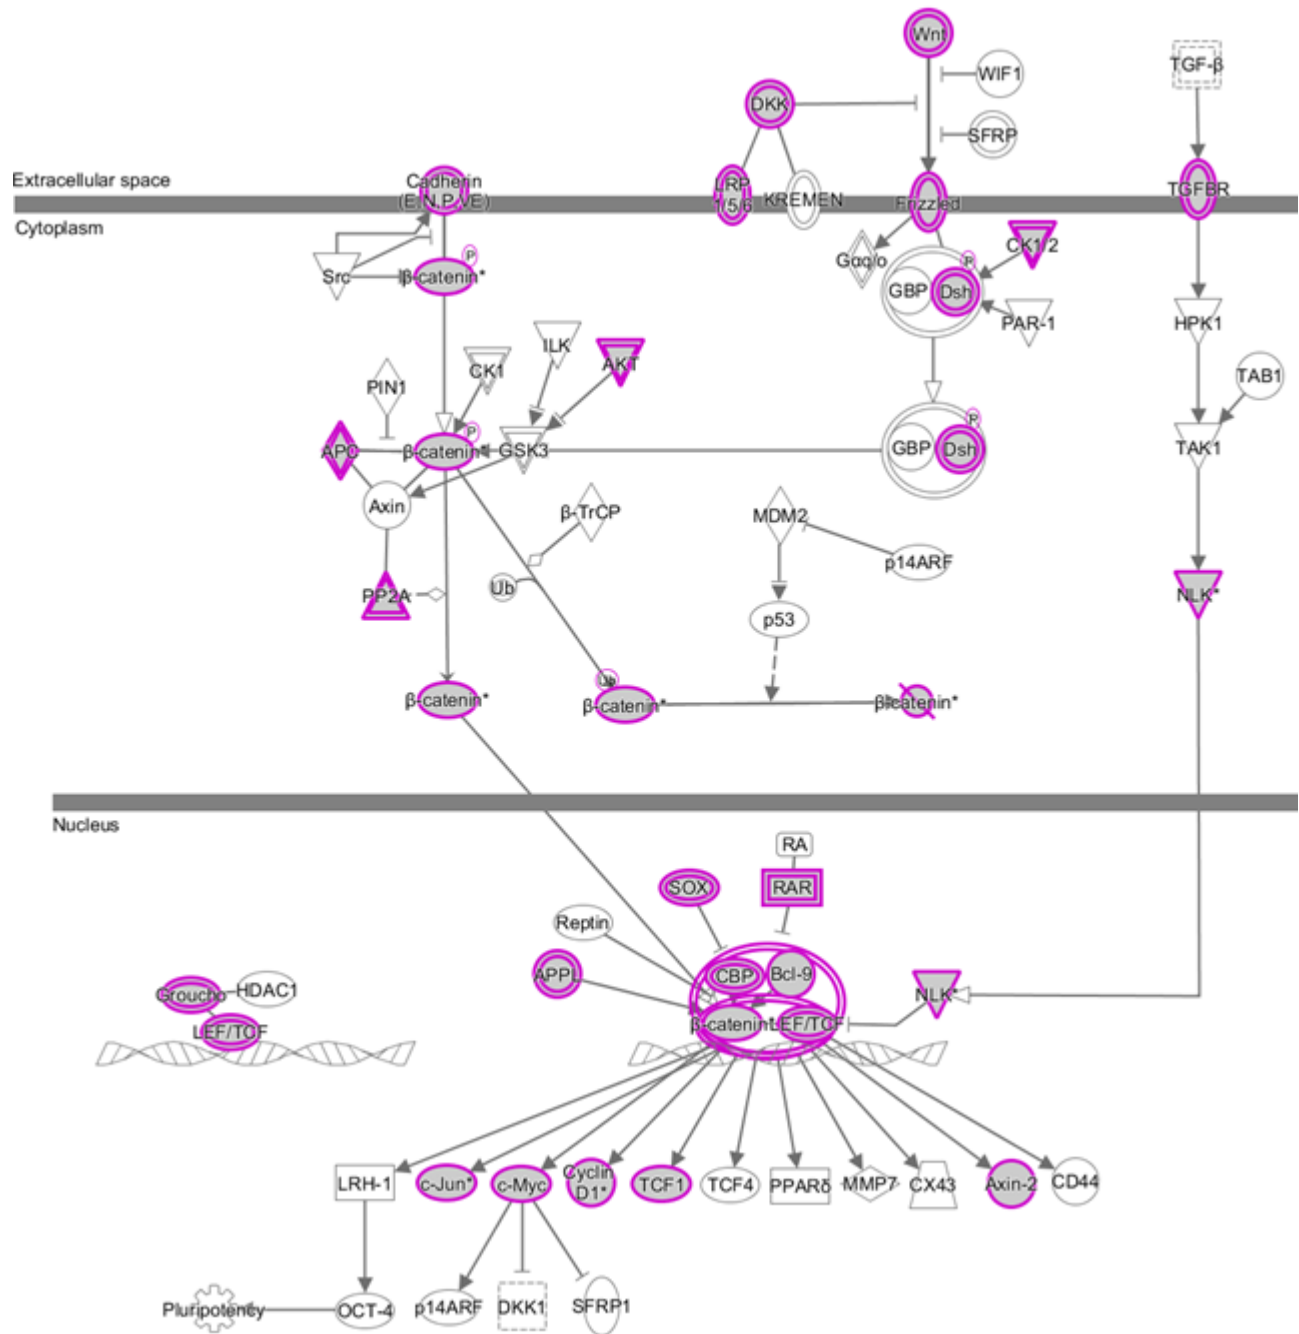 Wnt
WIF1
TGF-β
DKK
SFRP
Extracellular space
Cadherin
(E,N,P,VE)
LRP
1/5/6
KREMEN
Frizzled
TGFBR
Cytoplasm
Src
P
β-catenin*
Gαq/o
P
CK1/2
GBP
Dsh
PAR-1
HPK1
ILK
AKT
CK1
PIN1
TAB1
P
APC
β-catenin*
GSK3
P
GBP
Dsh
TAK1
Axin
β-TrCP
MDM2
p14ARF
Ub
PP2A
NLK*
p53
Ub
β-catenin*
β-catenin*
β-catenin*
Nucleus
RA
SOX
RAR
Reptin
APPL
CBP
Bcl-9
NLK*
Groucho
HDAC1
LEF/TCF
β-catenin*
LEF/TCF
LRH-1
c-Jun*
c-Myc
Cyclin
D1*
TCF1
TCF4
PPARδ
MMP7
CX43
Axin-2
CD44
Pluripotency
OCT-4
p14ARF
DKK1
SFRP1